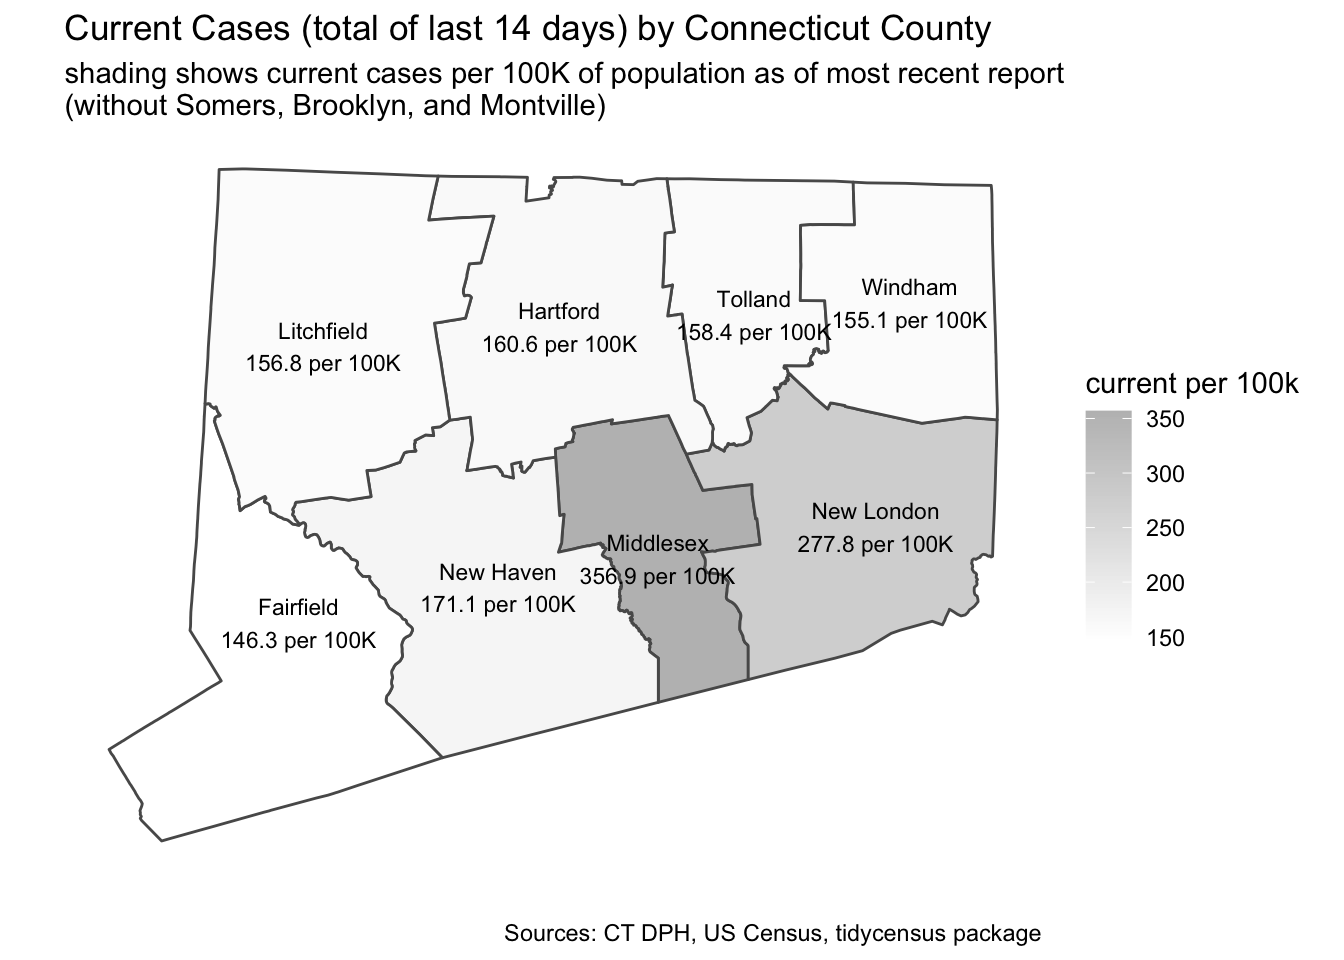 Current Cases (total of last 14 days) by Connecticut County
shading shows current cases per 100K of population as of most recent report
(without Somers, Brooklyn, and Montville)
Litchfield
156.8 per 100K
Hartford
160.6 per 100K
Tolland
158.4 per 100K
Windham
155.1 per 100K
Fairfield
146.3 per 100K
New Haven
171.1 per 100K
Middlesex
356.9 per 100K
New London
277.8 per 100K
current per 100k
350
300
250
200
150
Sources: CT DPH, US Census, tidycensus package